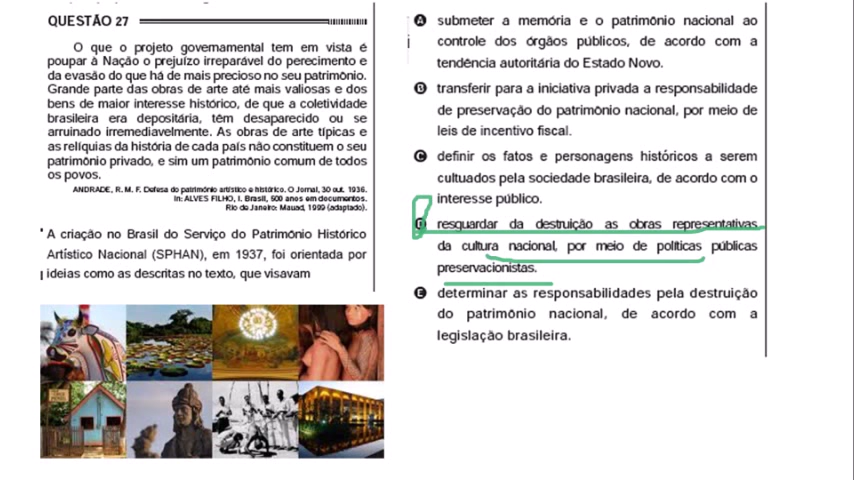 QUESTÃO 27
O que o projeto governamental tem em vista é
poupar à Nação o prejuízo irreparável do perecimento e
da evasão do que há de mais precioso no seu patrimônio.
Grande parte das obras de arte até mais valiosas e dos
bens de maior interesse histórico, de que a coletividade
brasileira era depositária, têm desaparecido ou se
arruinado irremediavelmente. As obras de arte típicas e
as relíquias da história de cada país não constituem o seu
patrimônio privado, e sim um patrimônio comum de todos
os povos.
ANDRADE, R. M. F. Defesa do patrimônio artístico e histórico. O Jornal, 30 out. 1936.
In: ALVES FILHO, I. Brasil, 500 anos em documentos.
Rio de Janeiro: Mauad, 1999 (adaptado).
A criação no Brasil do Serviço do Patrimônio Histórico
Artístico Nacional (SPHAN), em 1937, foi orientada por
ideias como as descritas no texto, que visavam
A submeter a memória e o patrimônio nacional ao
controle dos órgãos públicos, de acordo com a
tendência autoritária do Estado Novo.
B transferir para a iniciativa privada a responsabilidade
de preservação do patrimônio nacional, por meio de
leis de incentivo fiscal.
C definir os fatos e personagens históricos a serem
cultuados pela sociedade brasileira, de acordo com o
interesse público.
D resguardar da destruição as obras representativas
da cultura nacional, por meio de políticas públicas
preservacionistas.
E determinar as responsabilidades pela destruição
do patrimônio nacional, de acordo com a
legislação brasileira.